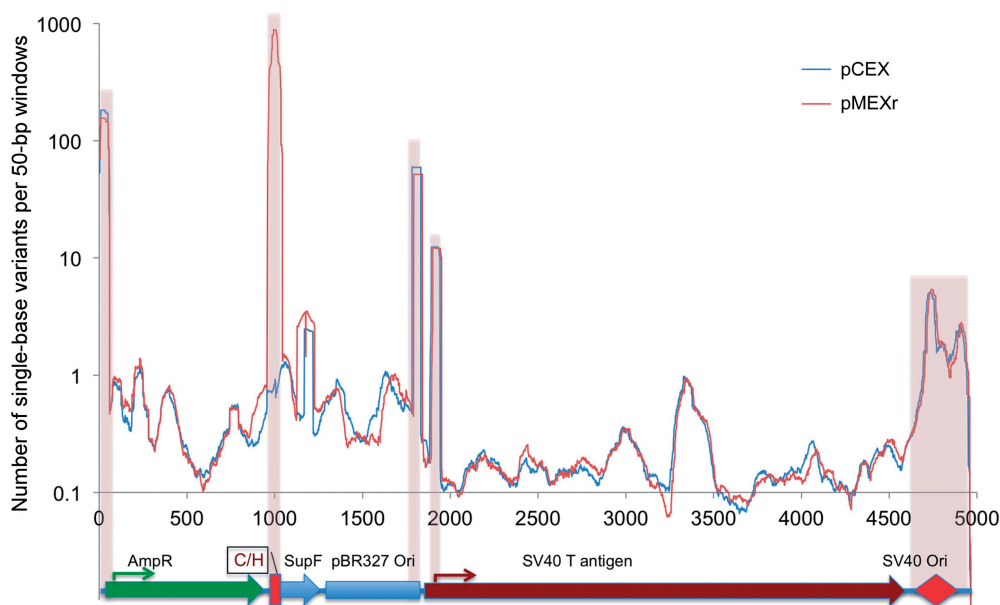 Number of single-base variants per 50-bp windows
1000
100
10
1
0.1
pCEX
pMEXr
0 500 1000 1500 2000 2500 3000 3500 4000 4500 5000
AmpR C/H SupF pBR327 Ori SV40 T antigen SV40 Ori